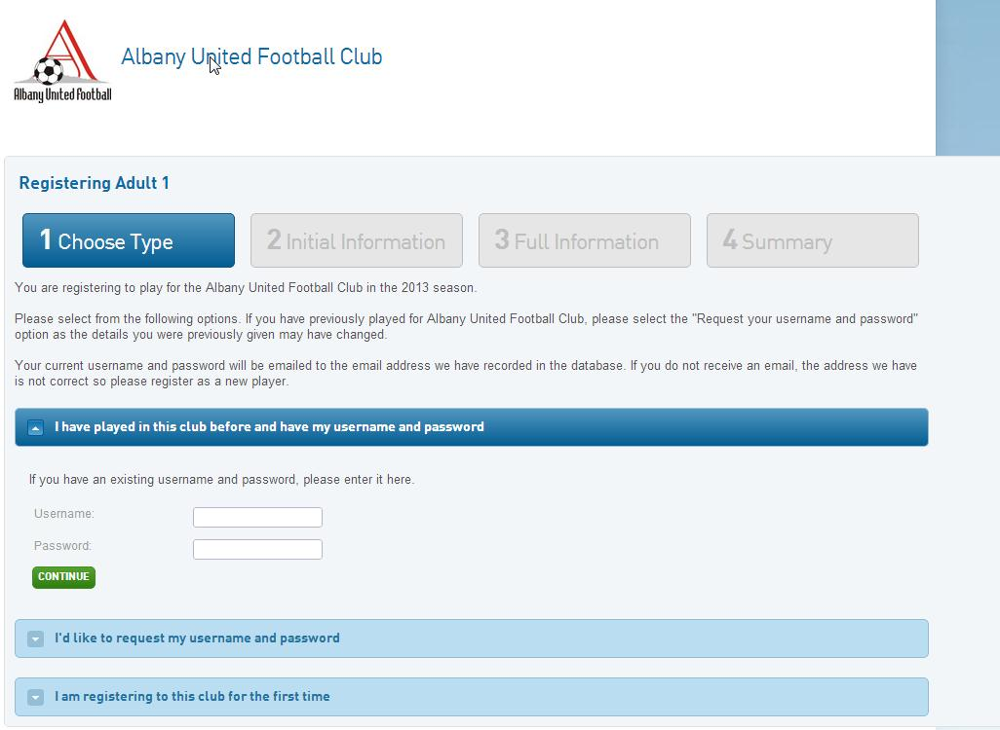 Albany United Football Club
Albany United Football
Registering Adult 1
1 Choose Type
2 Initial Information
3 Full Information
4 Summary
You are registering to play for the Albany United Football Club in the 2013 season.
Please select from the following options. If you have previously played for Albany United Football Club, please select the "Request your username and password"
option as the details you were previously given may have changed.
Your current username and password will be emailed to the email address we have recorded in the database. If you do not receive an email, the address we have
is not correct so please register as a new player.
I have played in this club before and have my username and password
If you have an existing username and password, please enter it here.
Username:
Password:
CONTINUE
I'd like to request my username and password
I am registering to this club for the first time